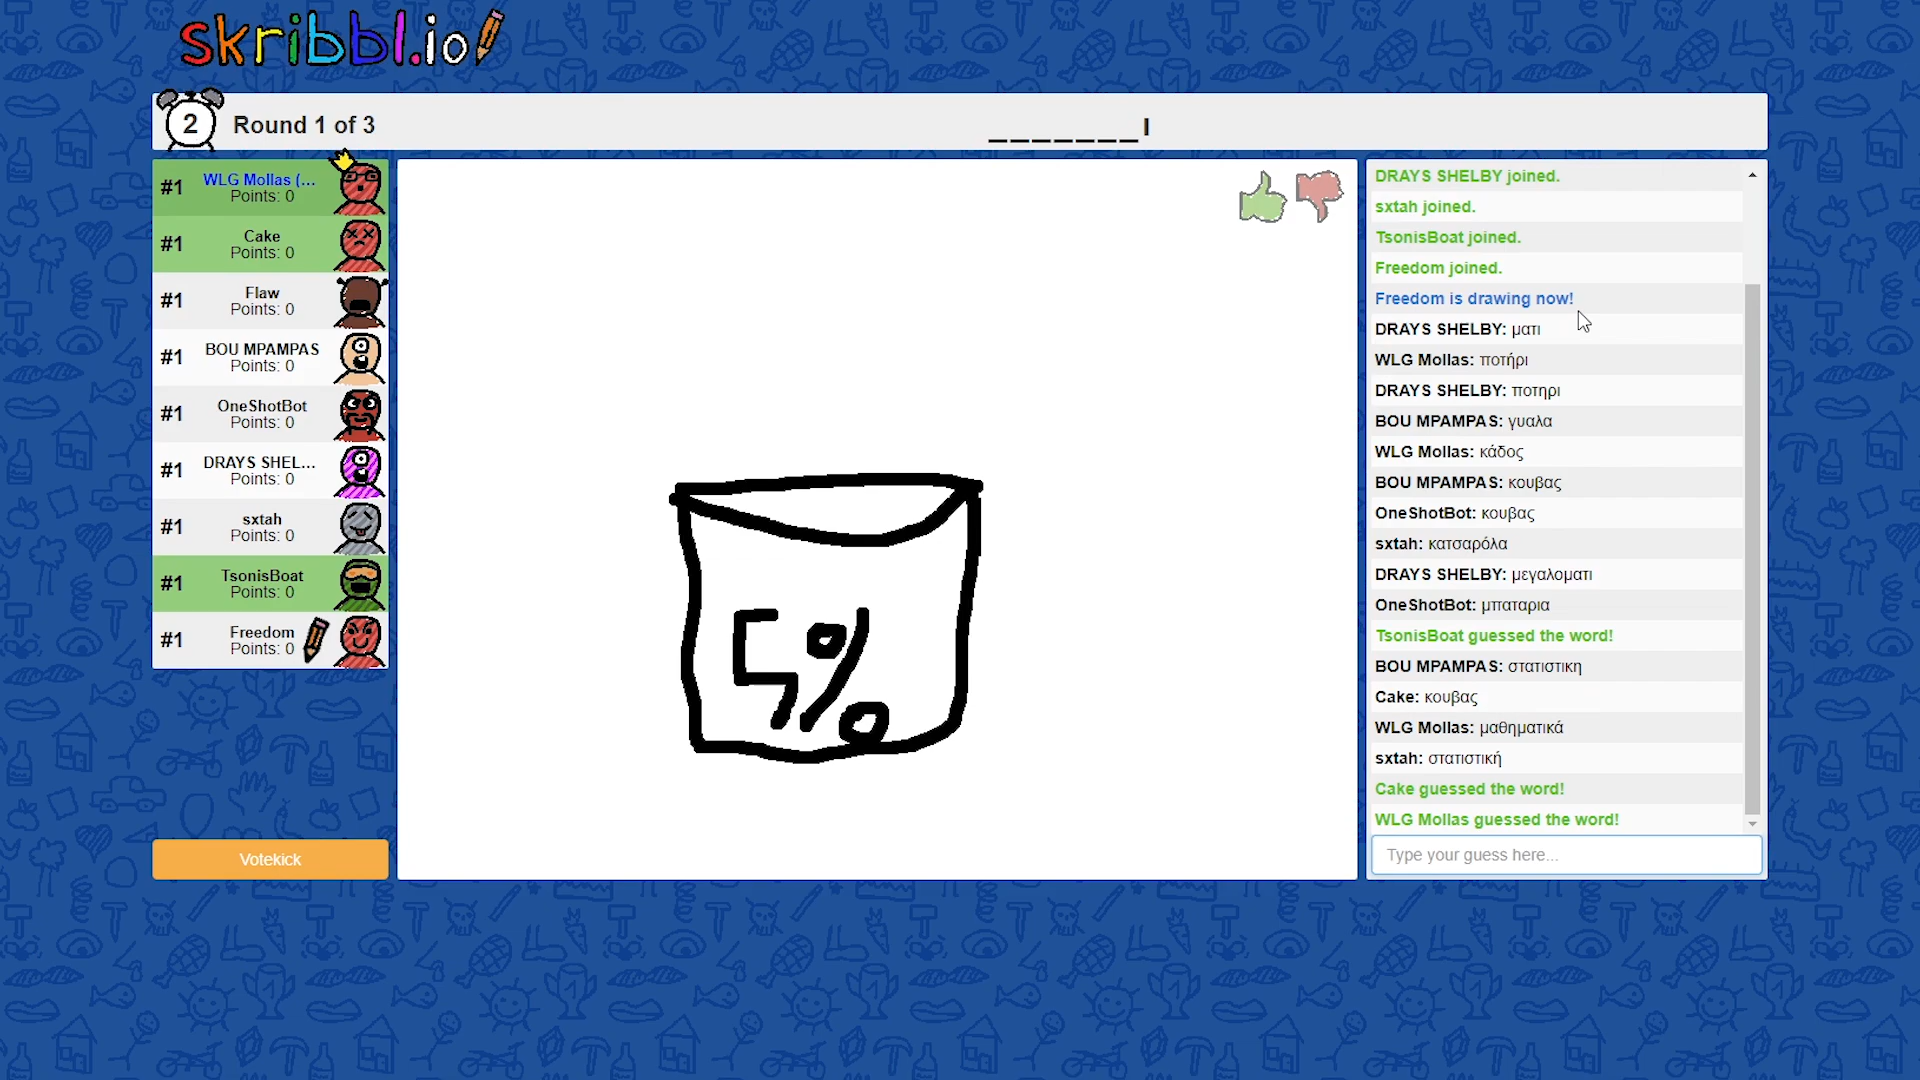 skribbl.io
2
Round 1 of 3
_______ι
#1
WLG Mollas (...
Points: 0
#1
Cake
Points: 0
#1
Flaw
Points: 0
#1
BOU MPAMPAS
Points: 0
#1
OneShotBot
Points: 0
#1
DRAYS SHEL...
Points: 0
#1
sxtah
Points: 0
#1
TsonisBoat
Points: 0
#1
Freedom
Points: 0
Votekick
5%
DRAYS SHELBY joined.
sxtah joined.
TsonisBoat joined.
Freedom joined.
Freedom is drawing now!
DRAYS SHELBY: ματι
WLG Mollas: ποτήρι
DRAYS SHELBY: ποτηρι
BOU MPAMPAS: γυαλα
WLG Mollas: κάδος
BOU MPAMPAS: κουβας
OneShotBot: κουβας
sxtah: κατσαρόλα
DRAYS SHELBY: μεγαλοματι
OneShotBot: μπαταρια
TsonisBoat guessed the word!
BOU MPAMPAS: στατιστικη
Cake: κουβας
WLG Mollas: μαθηματικά
sxtah: στατιστική
Cake guessed the word!
WLG Mollas guessed the word!
Type your guess here...